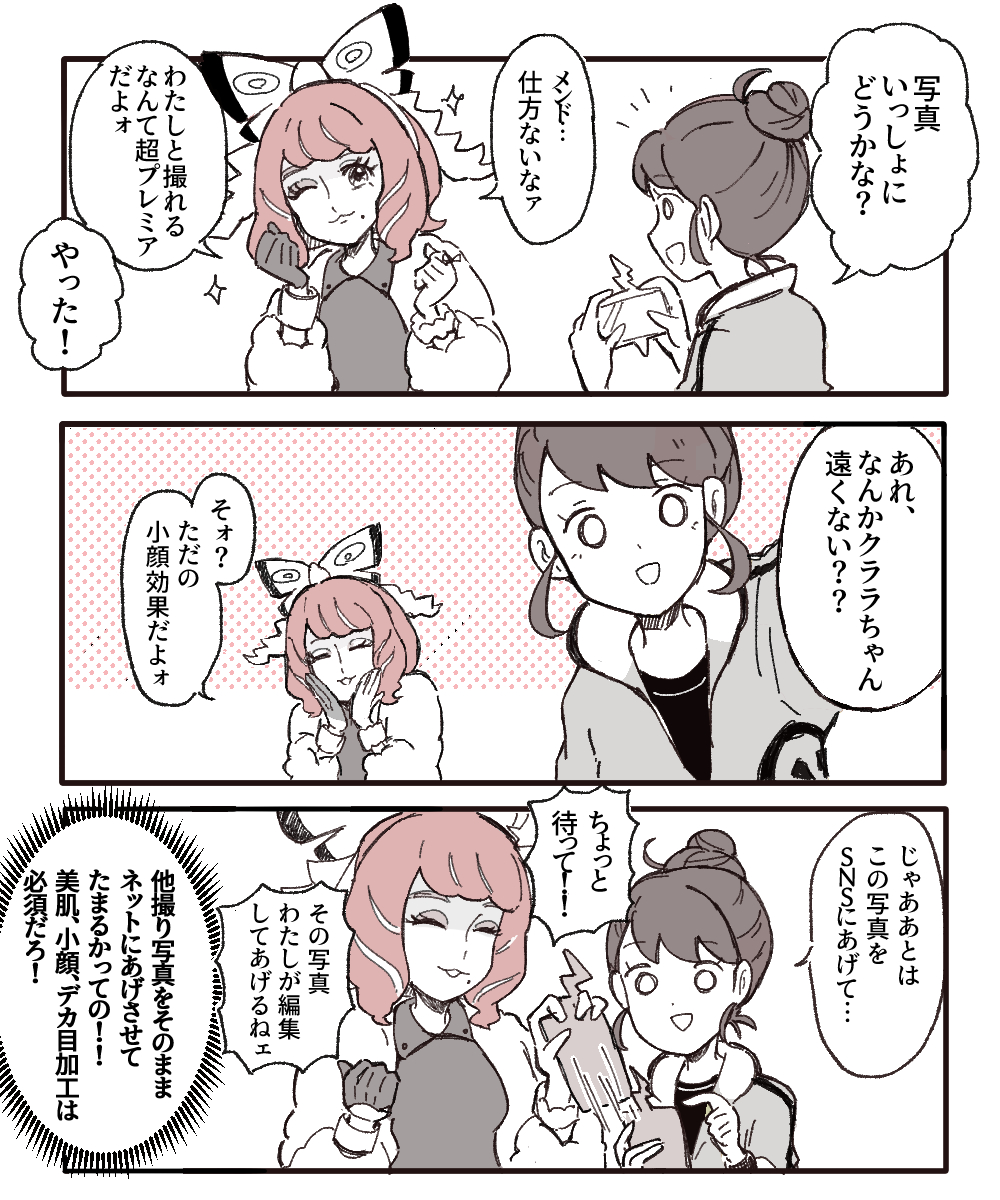 写真
いっしょに
どうかな？
メンド…
仕方ないなァ
わたしと撮れる
なんて超プレミア
だよォ
やった！
あれ、
なんかクララちゃん
遠くない？？
そォ？
ただの
小顔効果だよォ
じゃああとは
この写真を
SNSにあげて…
ちょっと
待って！！
その写真
わたしが編集
してあげるねェ
他撮り写真をそのまま
ネットにあげさせて
たまるかっての！！
美肌、小顔、デカ目加工は
必須だろ！